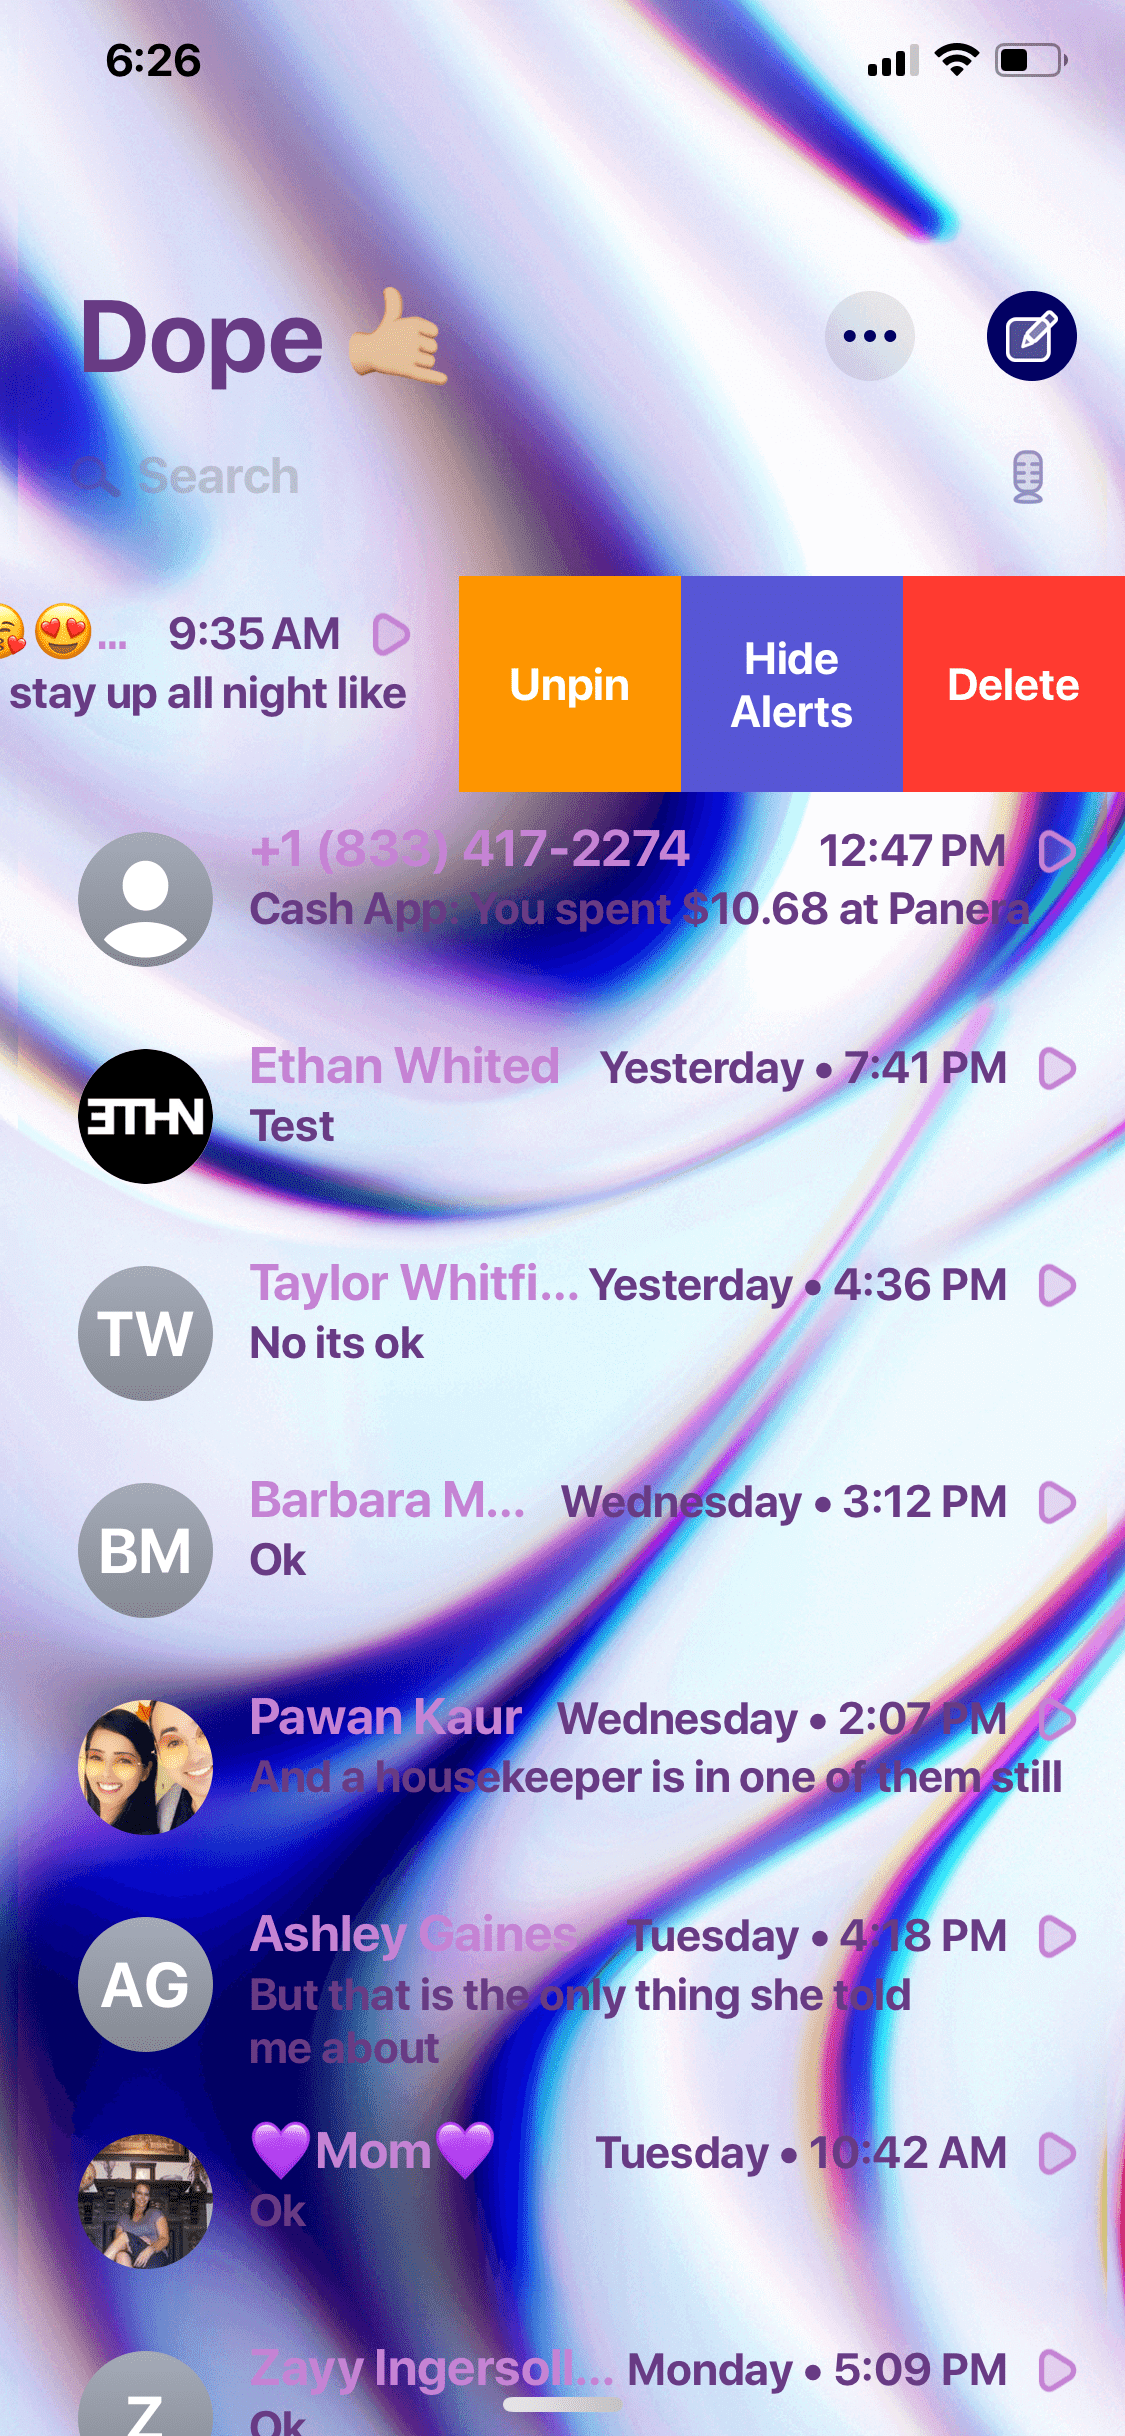 6:26
Dope 🤙🏼
Search
😘😍... 9:35 AM
stay up all night like
Unpin
Hide
Alerts
Delete
+1 (833) 417-2274 12:47 PM
Cash App: You spent $10.68 at Panera
ETHN
Ethan Whited Yesterday • 7:41 PM
Test
TW
Taylor Whitfi... Yesterday • 4:36 PM
No its ok
BM
Barbara M... Wednesday • 3:12 PM
Ok
Pawan Kaur Wednesday • 2:07 PM
And a housekeeper is in one of them still
AG
Ashley Gaines Tuesday • 4:18 PM
But that is the only thing she told
me about
💜Mom💜 Tuesday • 10:42 AM
Ok
Z
Zayy Ingersoll... Monday • 5:09 PM
Ok